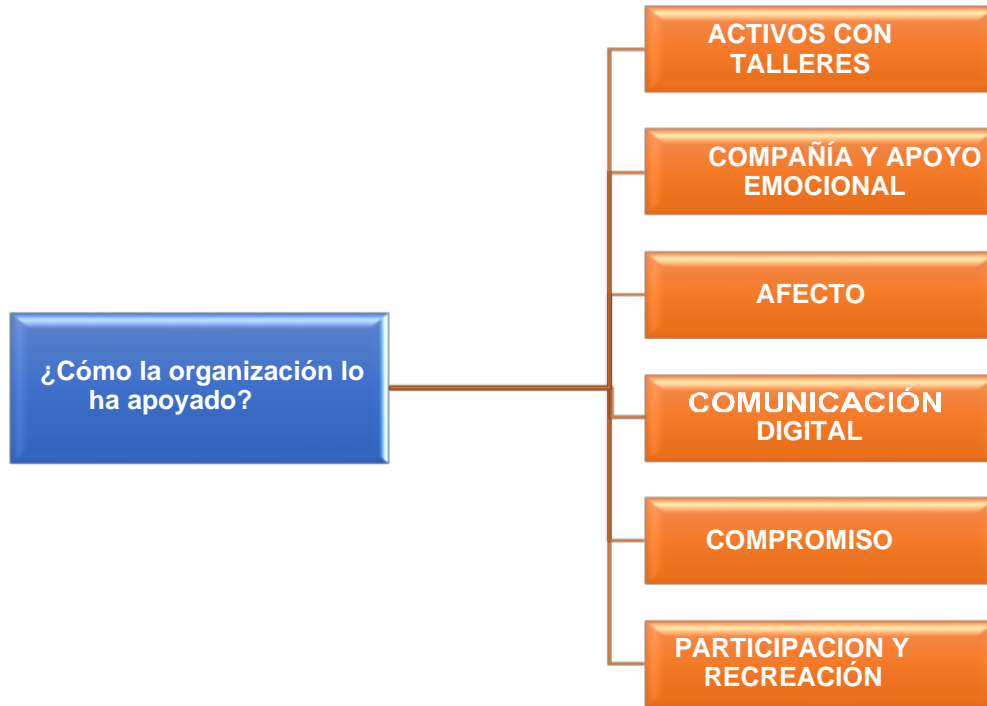 ¿Cómo la organización lo
ha apoyado?
ACTIVOS CON
TALLERES
COMPAÑÍA Y APOYO
EMOCIONAL
AFECTO
COMUNICACIÓN
DIGITAL
COMPROMISO
PARTICIPACION Y
RECREACIÓN